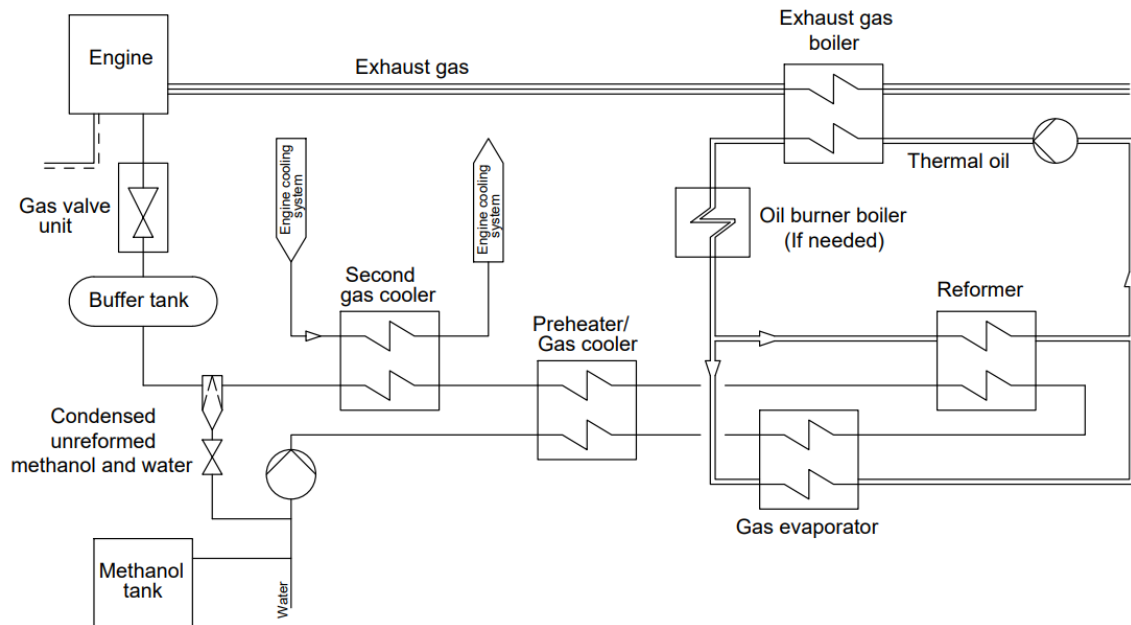 Exhaust gas
boiler
Engine
Exhaust gas
Thermal oil
Engine cooling
system
Engine cooling
system
Gas valve
unit
Oil burner boiler
(If needed)
Second
gas cooler
Buffer tank
Reformer
Preheater/
Gas cooler
Condensed
unreformed
methanol and water
Gas evaporator
Methanol
tank
Water